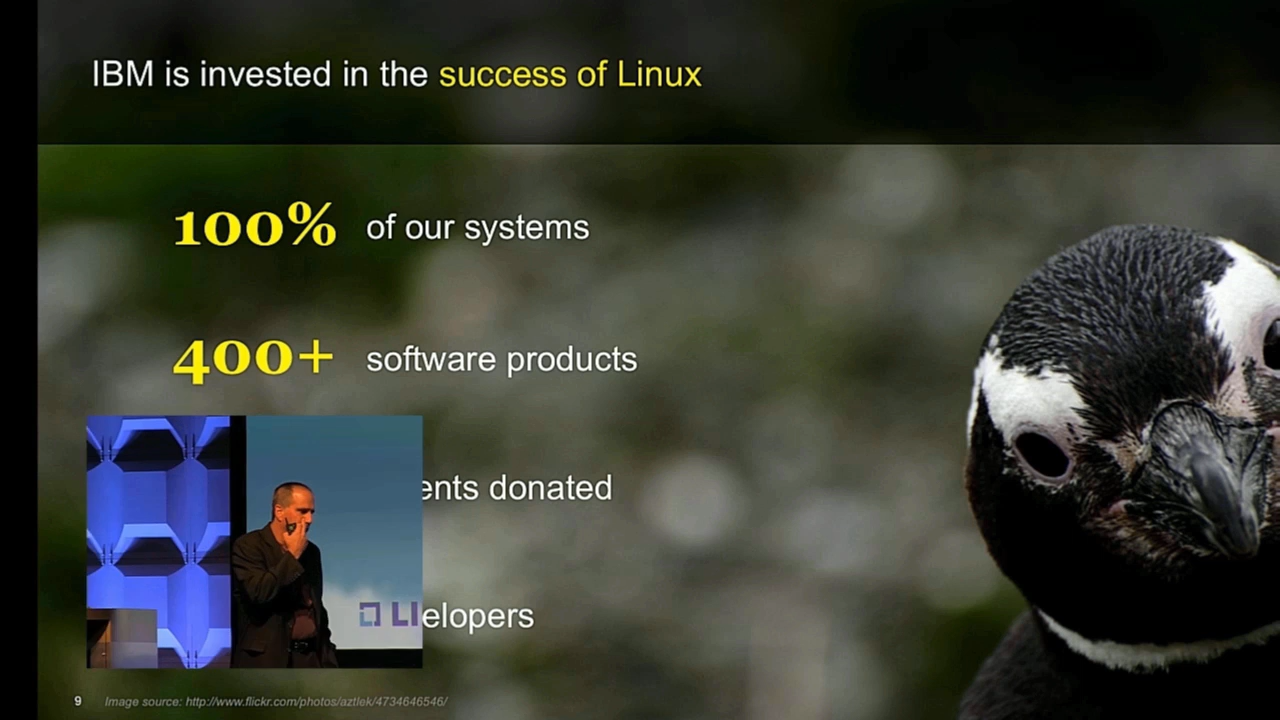 IBM is invested in the success of Linux
100% of our systems
400+ software products
ents donated
LI
elopers
9 Image source: http://www.flickr.com/photos/aztlek/4734646546/